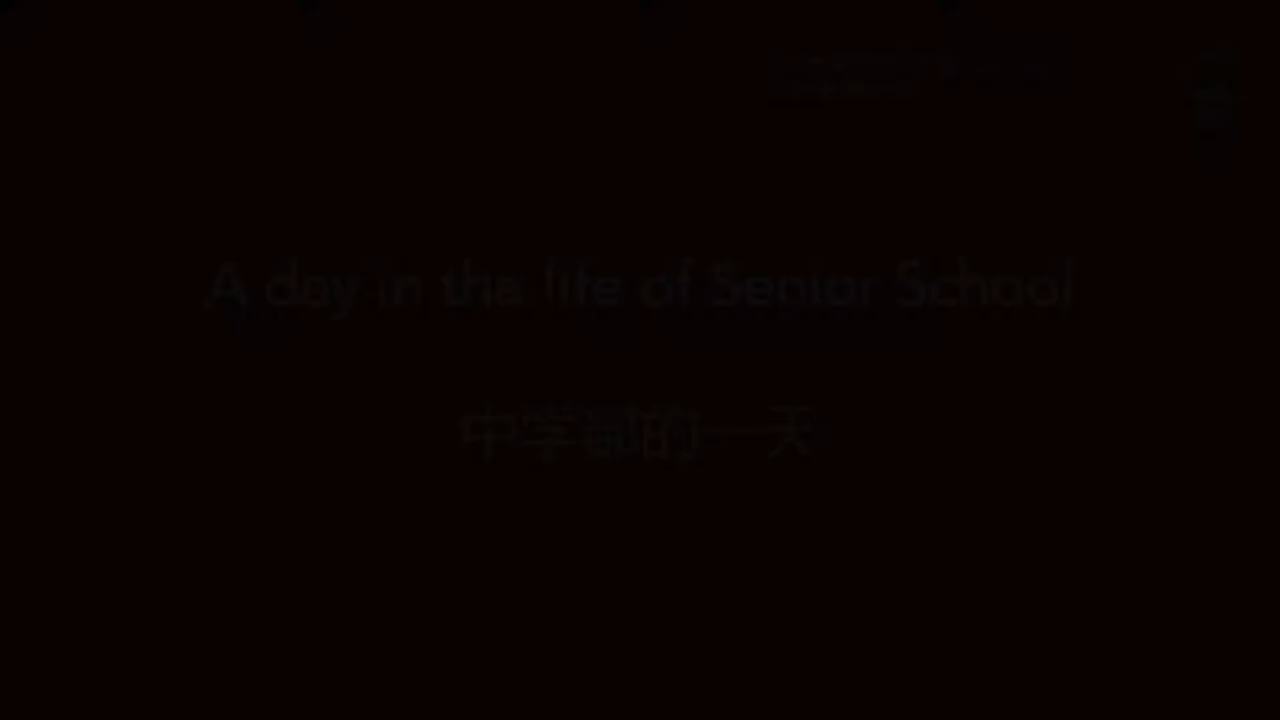 A day in the life of Senior School
中学部的一天